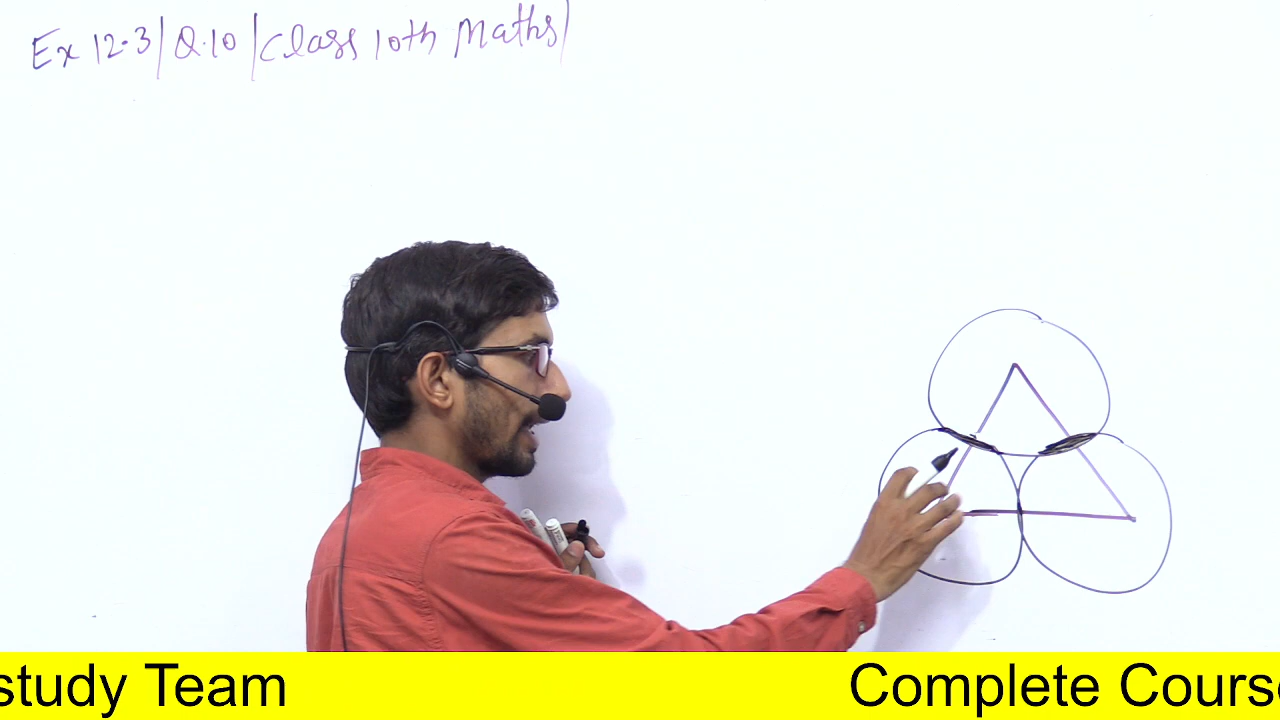 Ex 12.3 | Q.10 | Class 10th Maths |
study Team Complete Cours